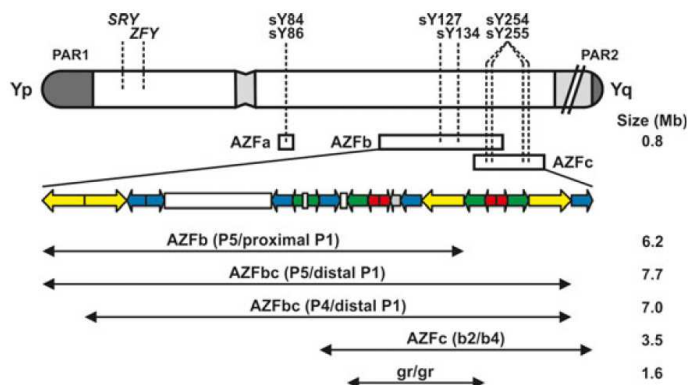 SRY
ZFY
sY84
sY86
sY127
sY134
sY254
sY255
PAR1
PAR2
Yp
Yq
Size (Mb)
AZFa
AZFb
0.8
AZFc
AZFb (P5/proximal P1)
6.2
AZFbc (P5/distal P1)
7.7
AZFbc (P4/distal P1)
7.0
AZFc (b2/b4)
3.5
gr/gr
1.6